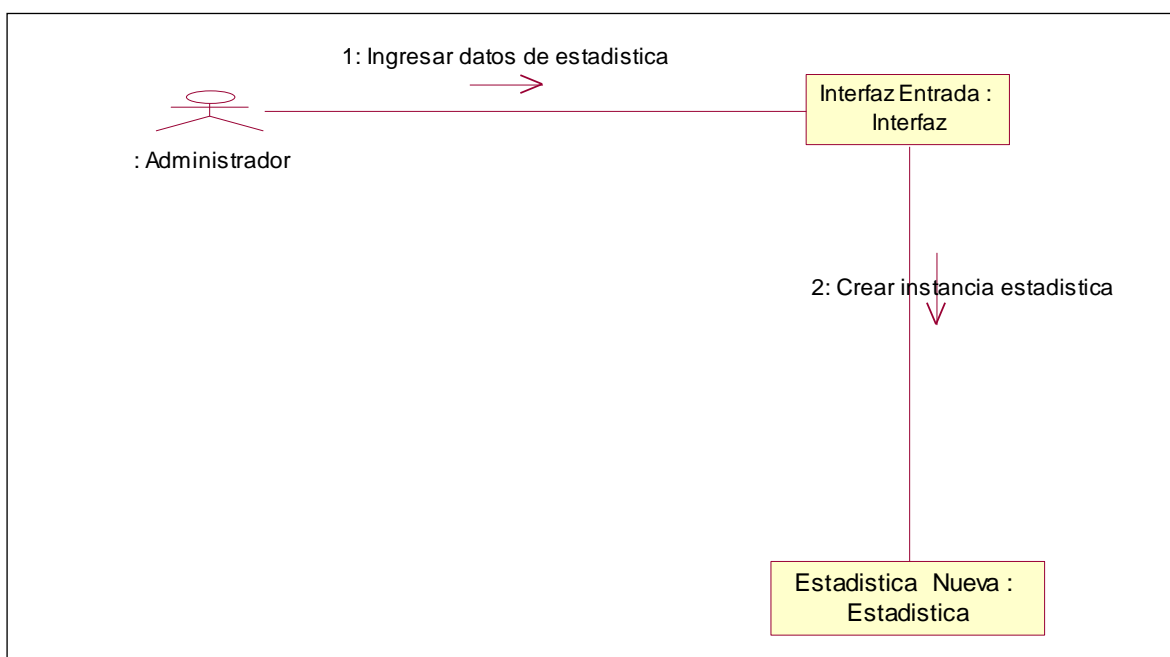 1: Ingresar datos de estadistica
Interfaz Entrada :
Interfaz
: Administrador
2: Crear instancia estadistica
Estadistica Nueva :
Estadistica